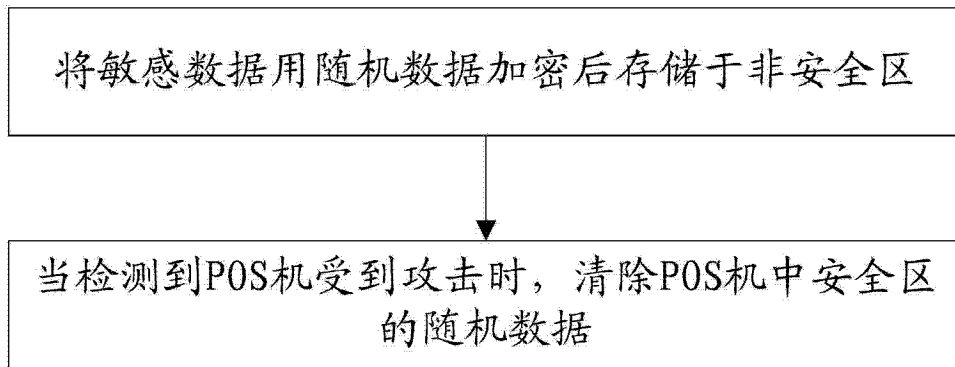 将敏感数据用随机数据加密后存储于非安全区
当检测到POS机受到攻击时，清除POS机中安全区
的随机数据